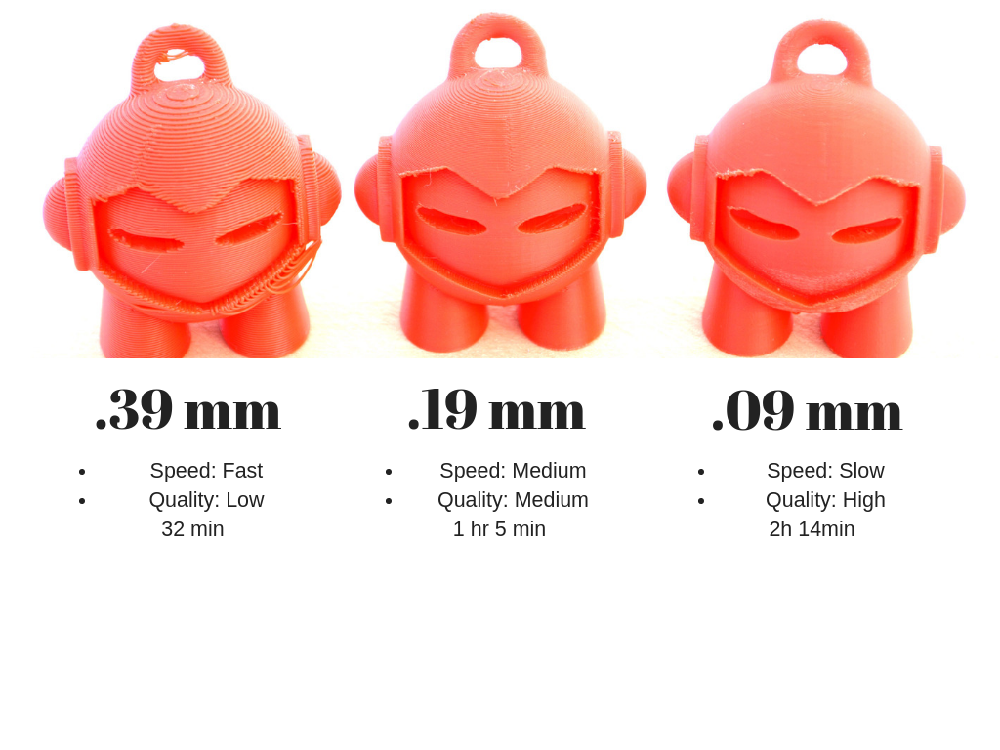 .39 mm
• Speed: Fast
• Quality: Low
32 min
.19 mm
• Speed: Medium
• Quality: Medium
1 hr 5 min
.09 mm
• Speed: Slow
• Quality: High
2h 14min